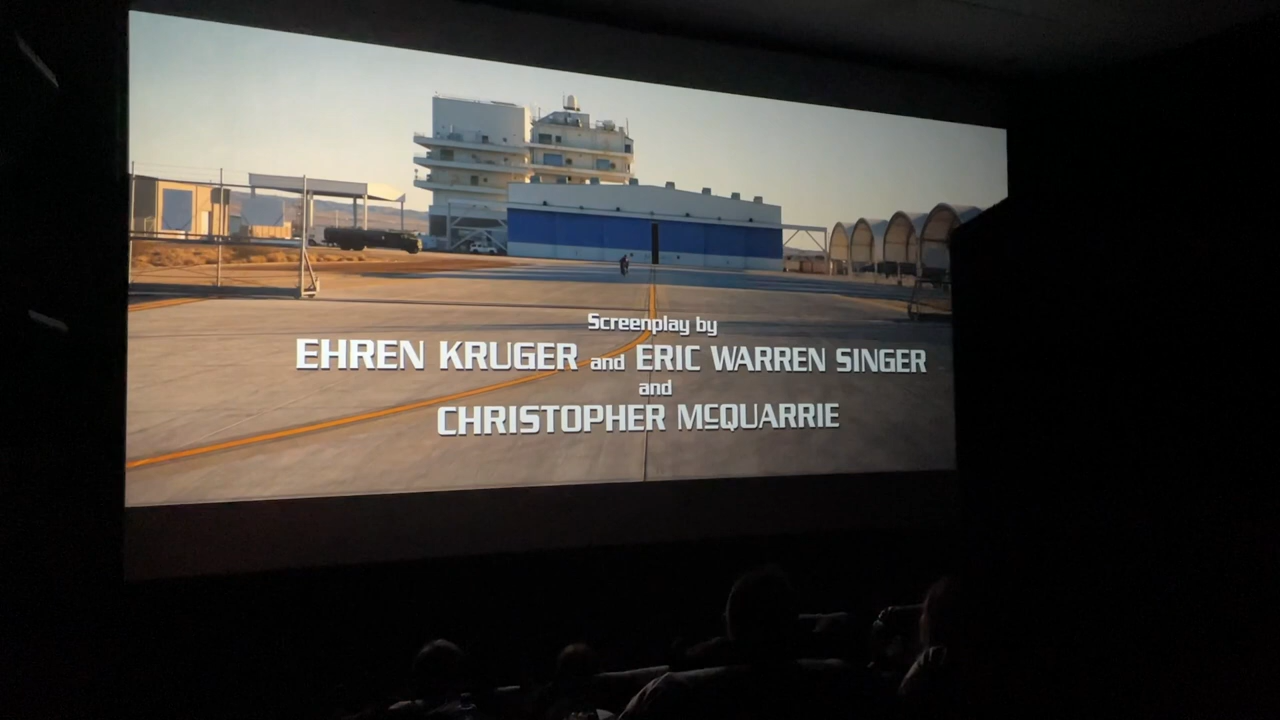 Screenplay by
EHREN KRUGER and ERIC WARREN SINGER
and
CHRISTOPHER McQUARRIE